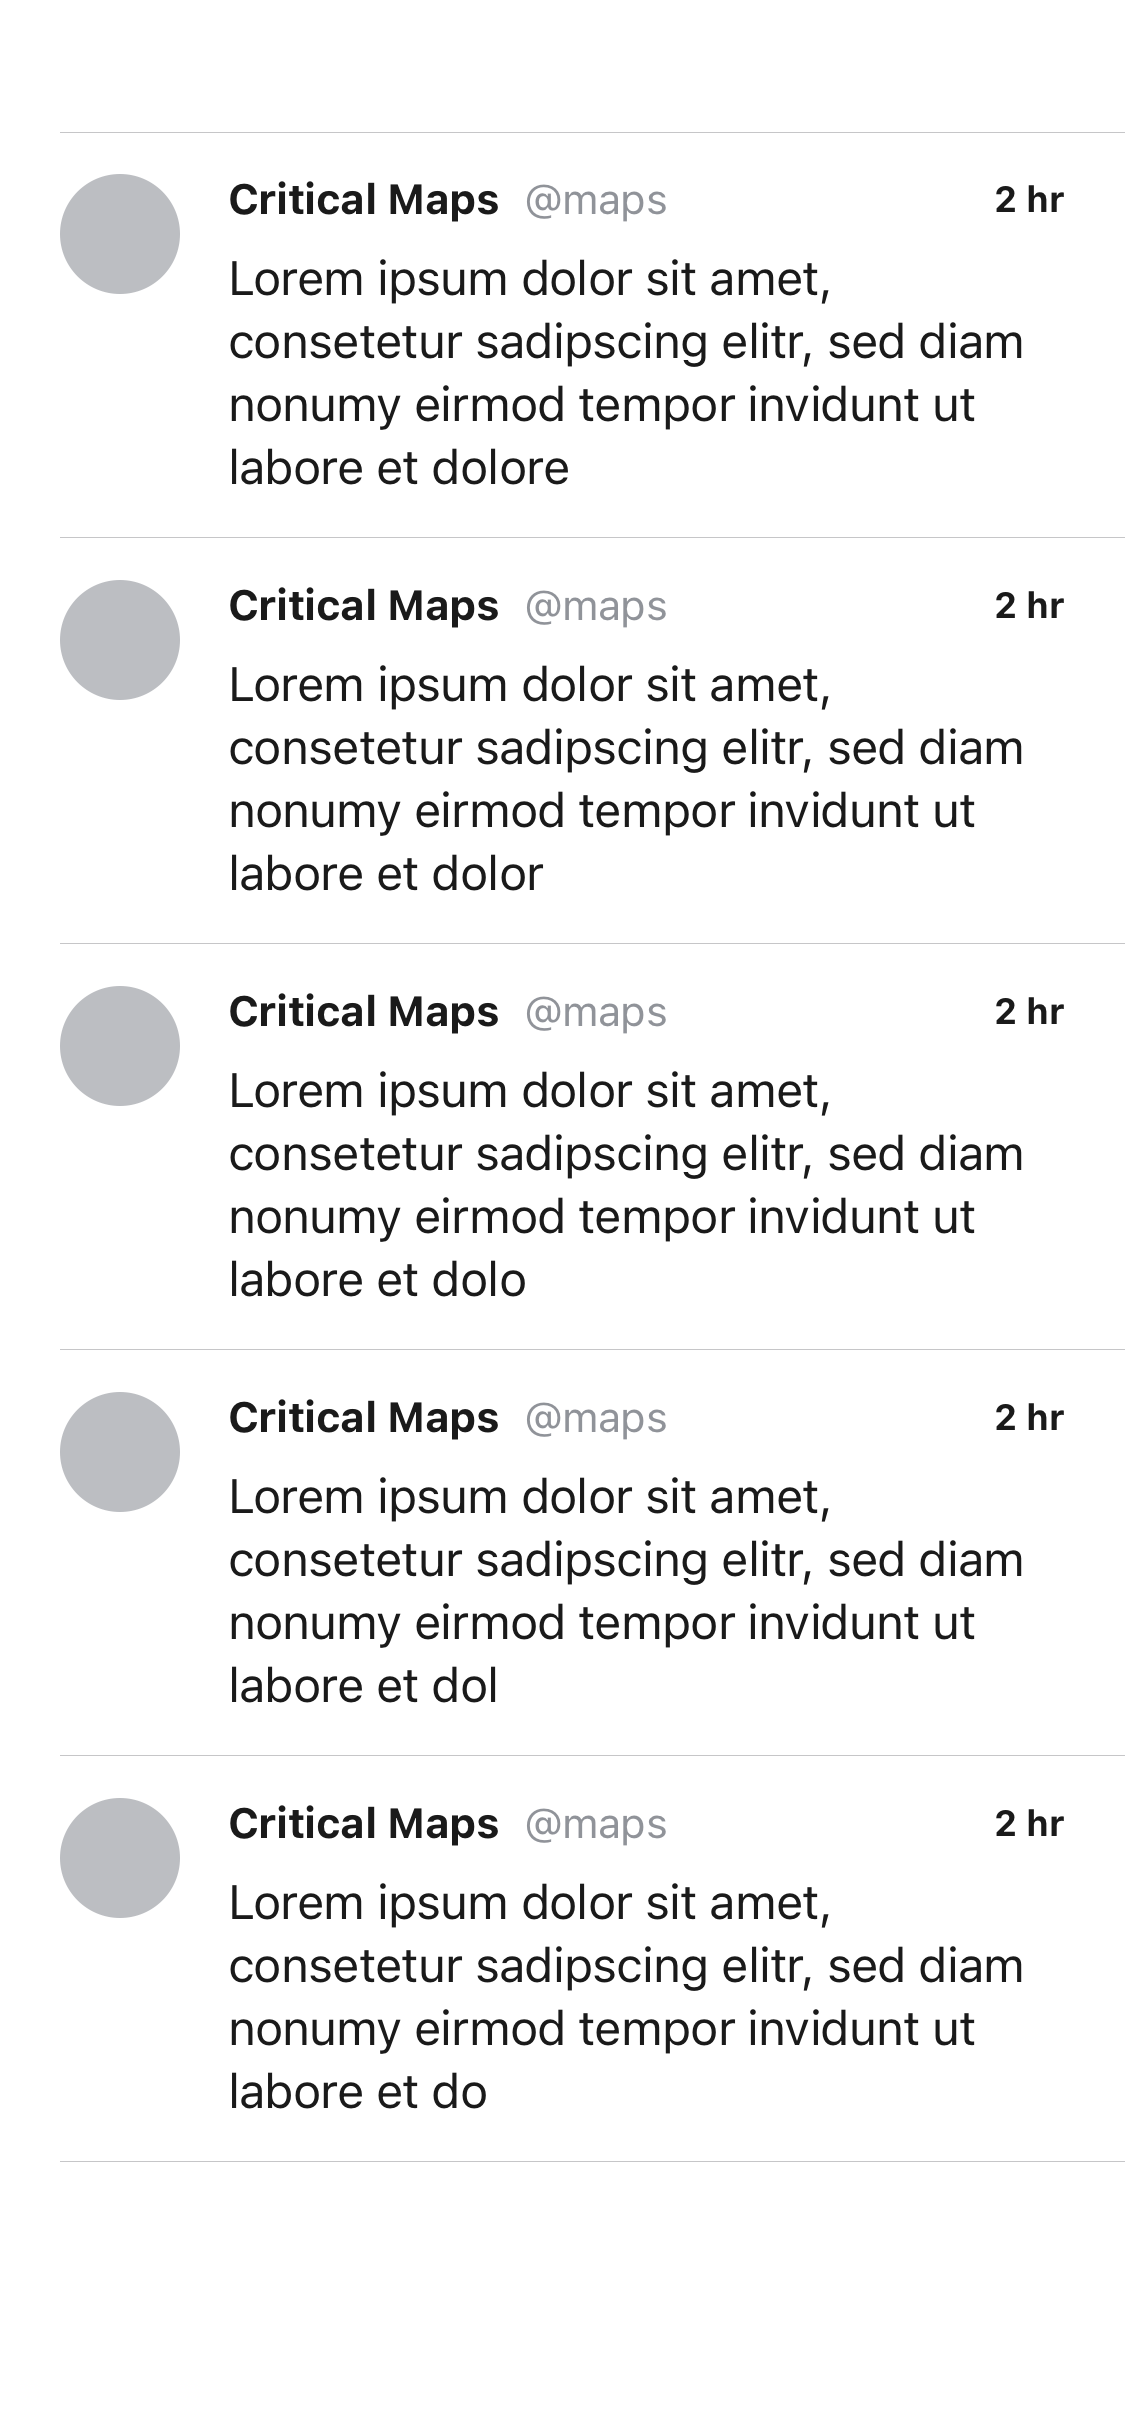 Critical Maps @maps 2 hr
Lorem ipsum dolor sit amet,
consetetur sadipscing elitr, sed diam
nonumy eirmod tempor invidunt ut
labore et dolore
Critical Maps @maps 2 hr
Lorem ipsum dolor sit amet,
consetetur sadipscing elitr, sed diam
nonumy eirmod tempor invidunt ut
labore et dolor
Critical Maps @maps 2 hr
Lorem ipsum dolor sit amet,
consetetur sadipscing elitr, sed diam
nonumy eirmod tempor invidunt ut
labore et dolo
Critical Maps @maps 2 hr
Lorem ipsum dolor sit amet,
consetetur sadipscing elitr, sed diam
nonumy eirmod tempor invidunt ut
labore et dol
Critical Maps @maps 2 hr
Lorem ipsum dolor sit amet,
consetetur sadipscing elitr, sed diam
nonumy eirmod tempor invidunt ut
labore et do